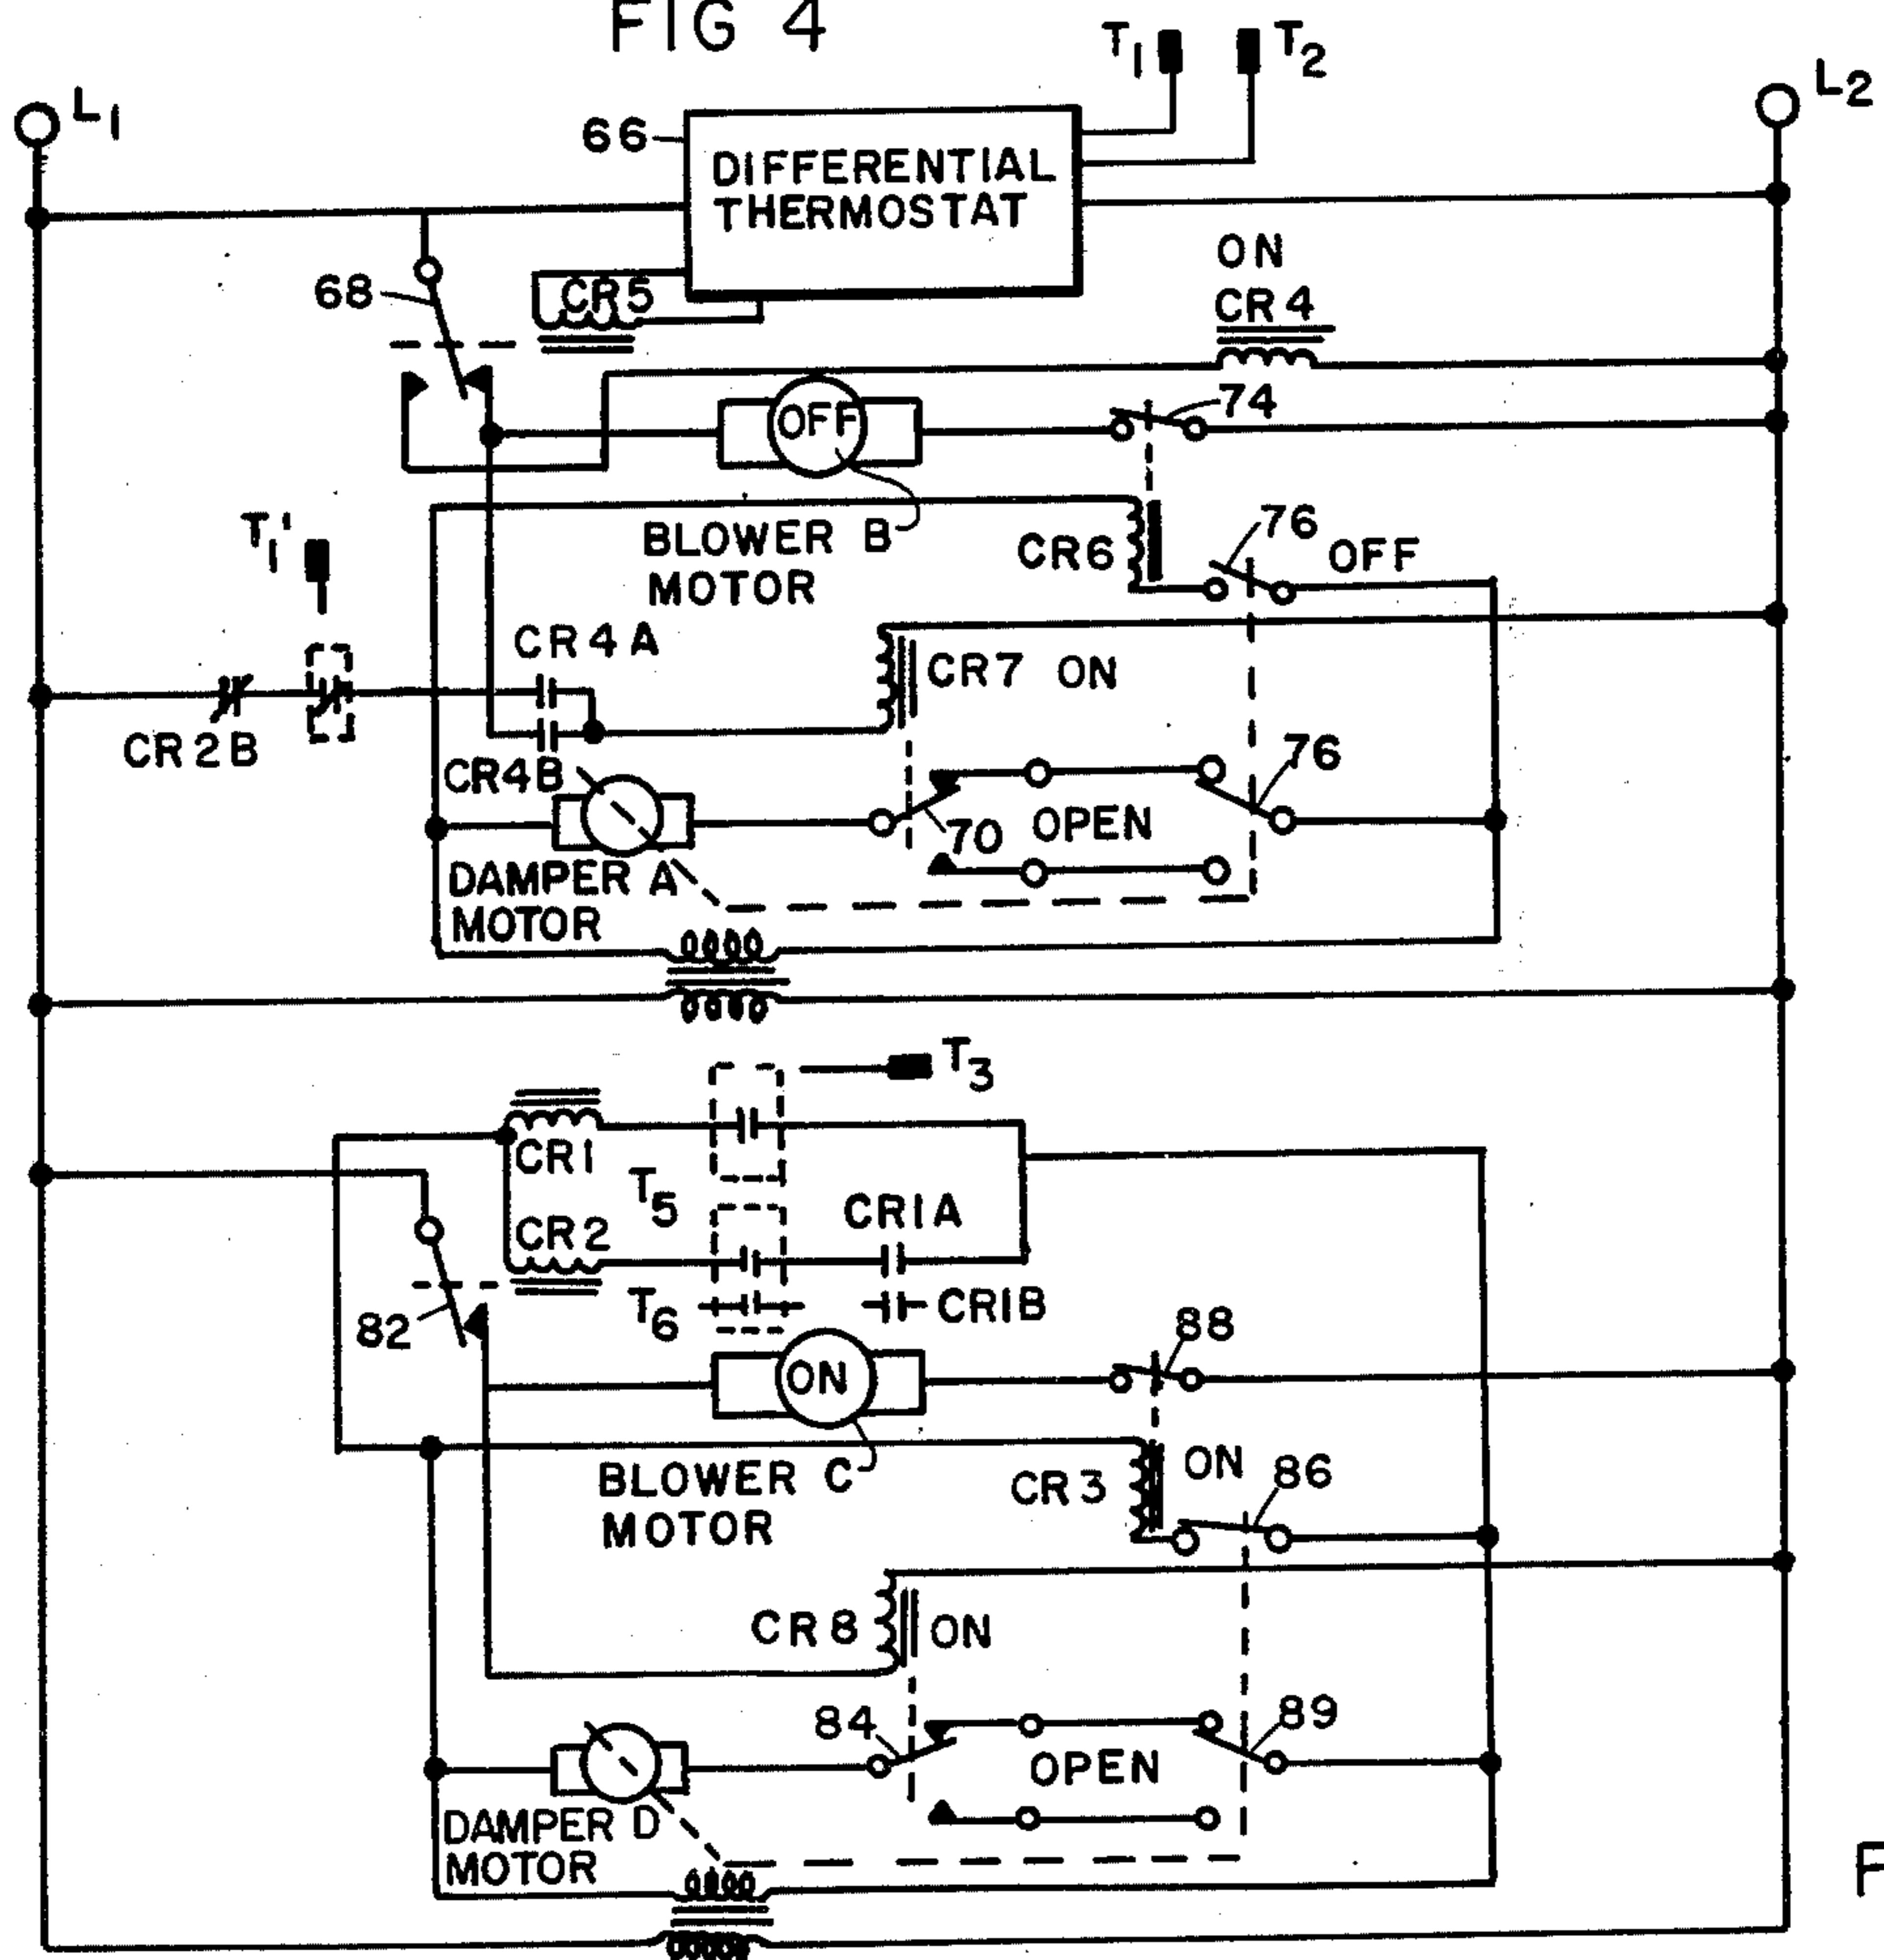 FIG 4
T1
T2
L1
L2
66
DIFFERENTIAL
THERMOSTAT
ON
CR4
68
CR5
74
OFF
BLOWER B
MOTOR
T1'
CR6
76
OFF
CR4A
CR7 ON
CR2B
CR4B
76
70
OPEN
DAMPER A
MOTOR
T3
CR1
T5
CR1A
CR2
T6
CR1B
82
88
ON
BLOWER C
MOTOR
CR3
ON
86
CR8
ON
84
89
OPEN
DAMPER D
MOTOR
F